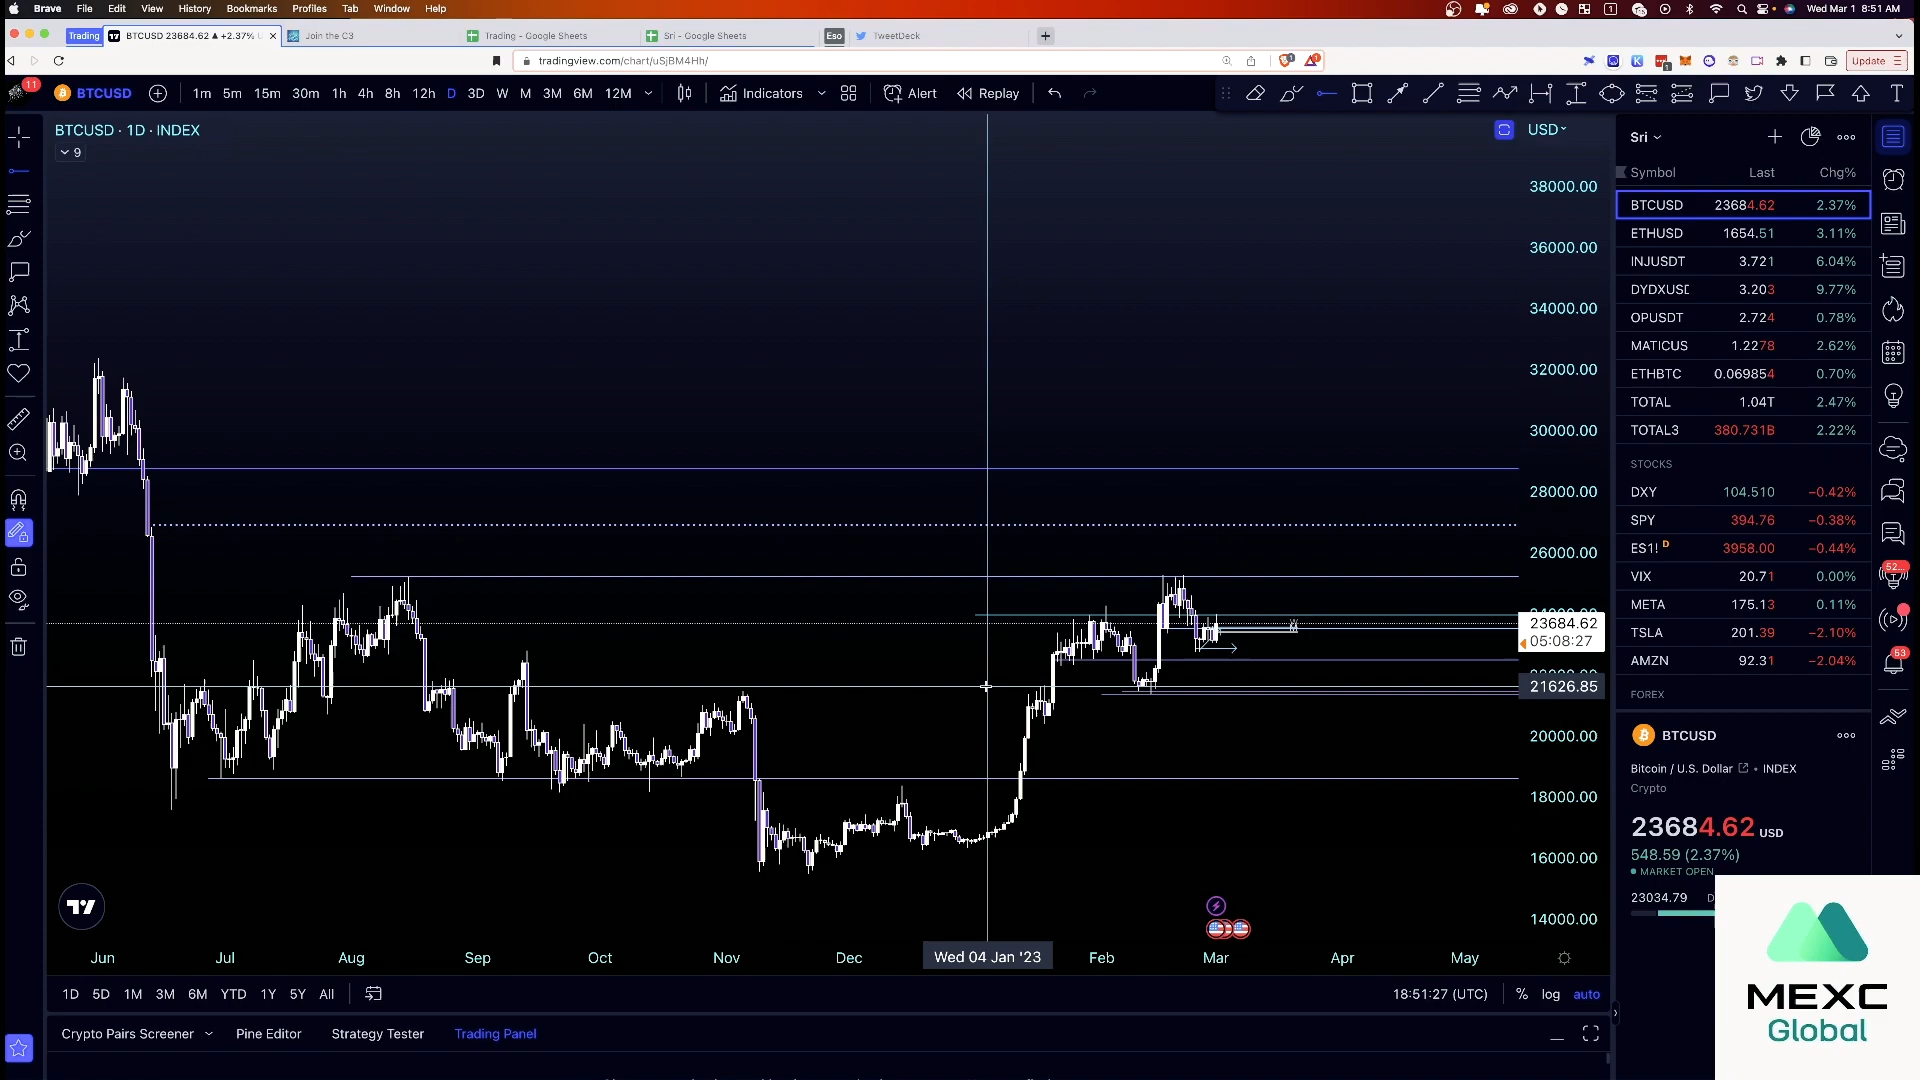 Brave File Edit View History Bookmarks Profiles Tab Window Help
1
Wed Mar 1 8:51 AM
Trading
BTCUSD 23684.62 ▲ +2.37%
Join the C3
Trading - Google Sheets
Sri - Google Sheets
Eso
TweetDeck
tradingview.com/chart/uSjBM4Hh/
Update
11
BTCUSD
1m 5m 15m 30m 1h 4h 8h 12h D 3D W M 3M 6M 12M
Indicators
Alert
Replay
BTCUSD · 1D · INDEX
9
USD
38000.00
36000.00
34000.00
32000.00
30000.00
28000.00
26000.00
23684.62
05:08:27
21626.85
20000.00
18000.00
16000.00
14000.00
Jun Jul Aug Sep Oct Nov Dec Wed 04 Jan '23 Feb Mar Apr May
1D 5D 1M 3M 6M YTD 1Y 5Y All
18:51:27 (UTC) % log auto
Crypto Pairs Screener Pine Editor Strategy Tester Trading Panel
Sri
Symbol Last Chg%
BTCUSD 23684.62 2.37%
ETHUSD 1654.51 3.11%
INJUSDT 3.721 6.04%
DYDXUSD 3.203 9.77%
OPUSDT 2.724 0.78%
MATICUS 1.2278 2.62%
ETHBTC 0.069854 0.70%
TOTAL 1.04T 2.47%
TOTAL3 380.731B 2.22%
STOCKS
DXY 104.510 −0.42%
SPY 394.76 −0.38%
ES1! D 3958.00 −0.44%
VIX 20.71 0.00%
META 175.13 0.11%
TSLA 201.39 −2.10%
AMZN 92.31 −2.04%
FOREX
52...
53
BTCUSD
Bitcoin / U.S. Dollar • INDEX
Crypto
23684.62 USD
548.59 (2.37%)
MARKET OPEN
23034.79
MEXC
Global